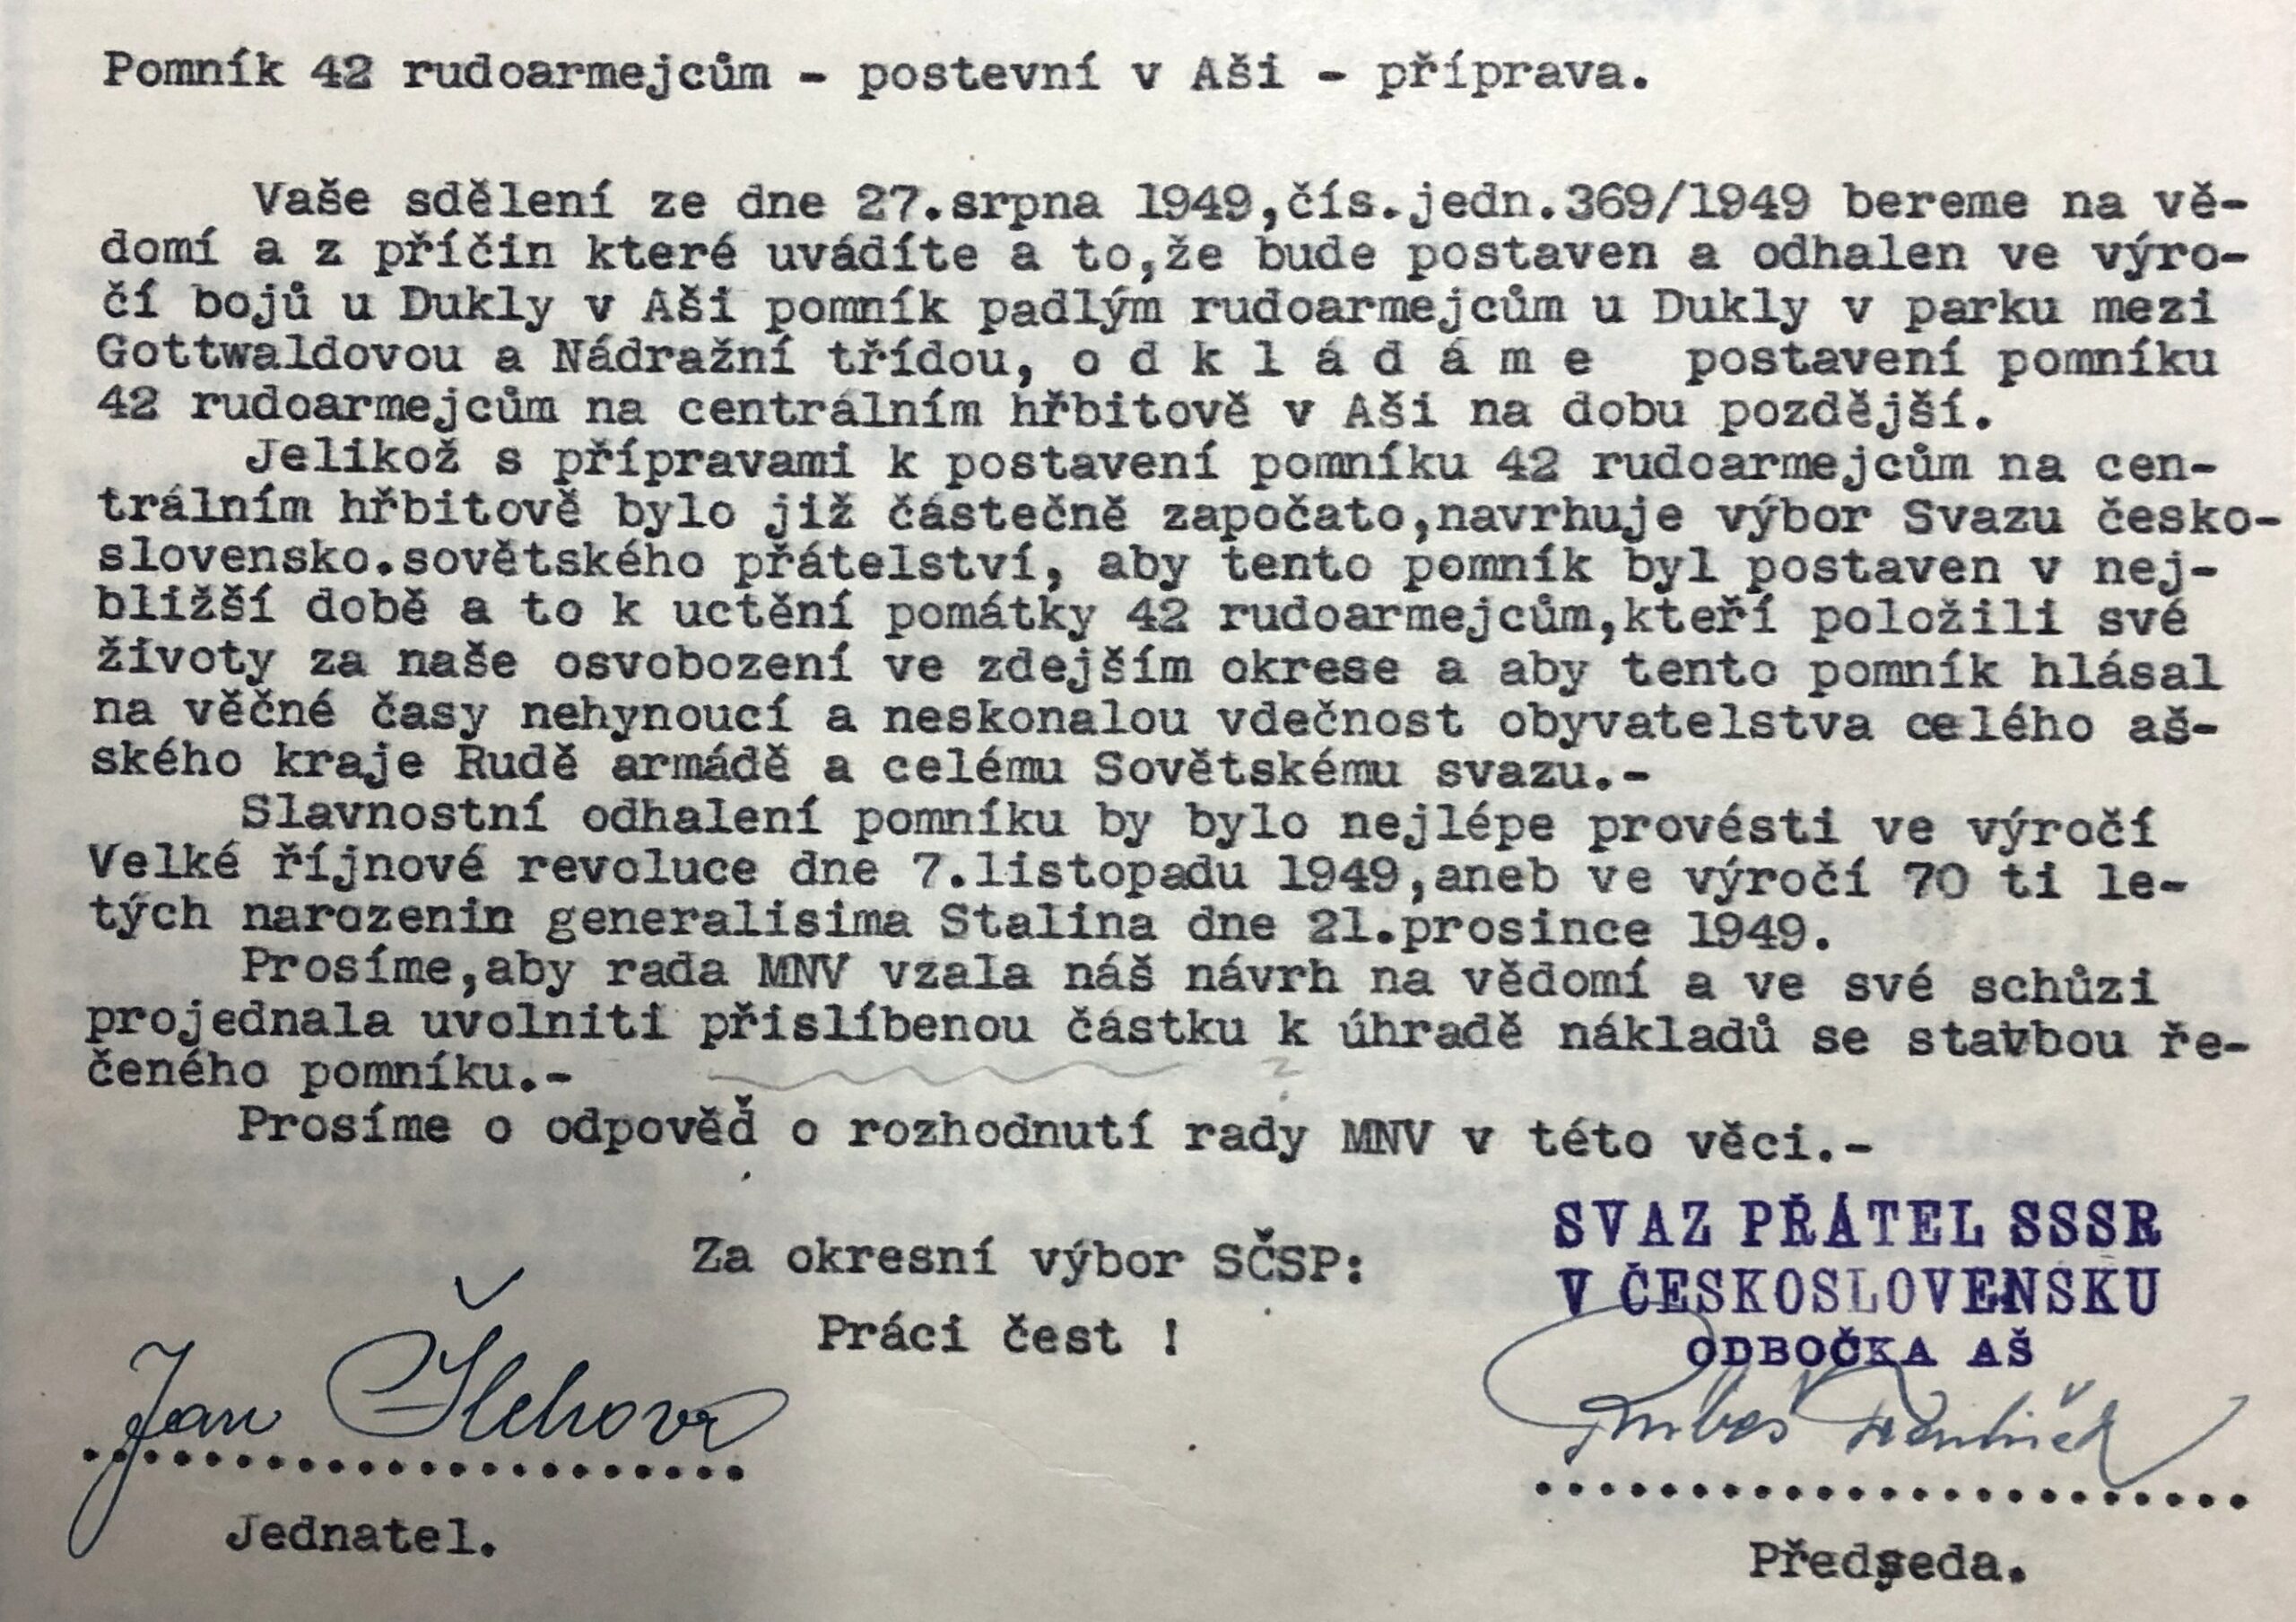 Pomník 42 rudoarmejcům - postevní v Aši - příprava.
Vaše sdělení ze dne 27.srpna 1949,čís.jedn.369/1949 bereme na vě-
domí a z příčin které uvádíte a to,že bude postaven a odhalen ve výro-
čí bojů u Dukly v Aši pomník padlým rudoarmejcům u Dukly v parku mezi
Gottwaldovou a Nádražní třídou, o d k l á d á m e postavení pomníku
42 rudoarmejcům na centrálním hřbitově v Aši na dobu pozdější.
Jelikož s přípravami k postavení pomníku 42 rudoarmejcům na cen-
trálním hřbitově bylo již částečně započato,navrhuje výbor Svazu česko-
slovensko.sovětského přátelství, aby tento pomník byl postaven v nej-
bližší době a to k uctění pomátky 42 rudoarmejcům,kteří položili své
životy za naše osvobození ve zdejším okrese a aby tento pomník hlásal
na věčné časy nehynoucí a neskonalou vdečnost obyvatelstva celého aš-
ského kraje Rudě armádě a celému Sovětskému svazu.-
Slavnostní odhalení pomníku by bylo nejlépe provésti ve výročí
Velké říjnové revoluce dne 7.listopadu 1949,aneb ve výročí 70 ti le-
tých narozenin generalisima Stalina dne 21.prosince 1949.
Prosíme,aby rada MNV vzala náš návrh na vědomí a ve své schůzi
projednala uvolniti přislíbenou částku k úhradě nákladů se stavbou ře-
čeného pomníku.- ?
Prosíme o odpověď o rozhodnutí rady MNV v této věci.-
SVAZ PŘÁTEL SSSR
Za okresní výbor SČSP:
V ČESKOSLOVENSKU
Práci čest !
ODBOČKA AŠ
Jan
Jednatel.
Předseda.